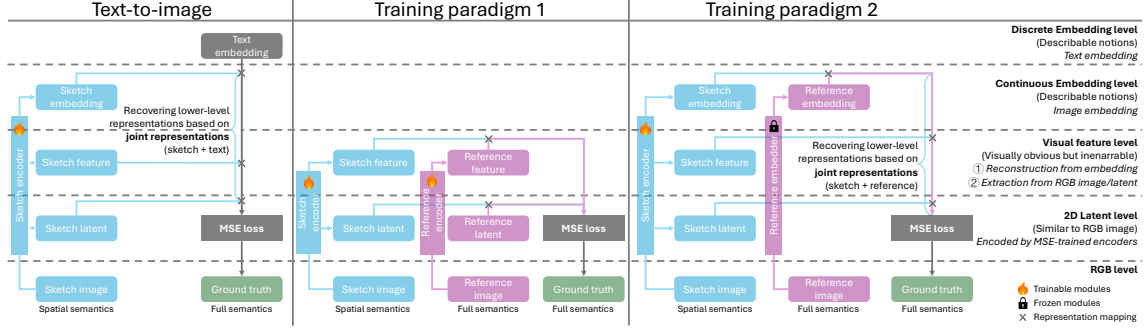 Text-to-image
Training paradigm 1
Training paradigm 2
Text
embedding
Sketch
embedding
Recovering lower-level
representations based on
joint representations
(sketch + text)
Sketch encoder
Sketch feature
Sketch latent
MSE loss
Sketch image
Ground truth
Spatial semantics
Full semantics
Sketch feature
Reference
feature
Sketch
encoder
Reference
encoder
Sketch latent
Reference
latent
MSE loss
Sketch image
Reference
image
Ground truth
Spatial semantics
Full semantics
Full semantics
Sketch
embedding
Reference
embedding
Sketch encoder
Reference embedder
Sketch feature
Recovering lower-level
representations based on
joint representations
(sketch + reference)
Sketch latent
MSE loss
Sketch image
Reference
image
Ground truth
Spatial semantics
Full semantics
Full semantics
Discrete Embedding level
(Describable notions)
Text embedding
Continuous Embedding level
(Describable notions)
Image embedding
Visual feature level
(Visually obvious but inenarrable)
① Reconstruction from embedding
② Extraction from RGB image/latent
2D Latent level
(Similar to RGB image)
Encoded by MSE-trained encoders
RGB level
Trainable modules
Frozen modules
Representation mapping